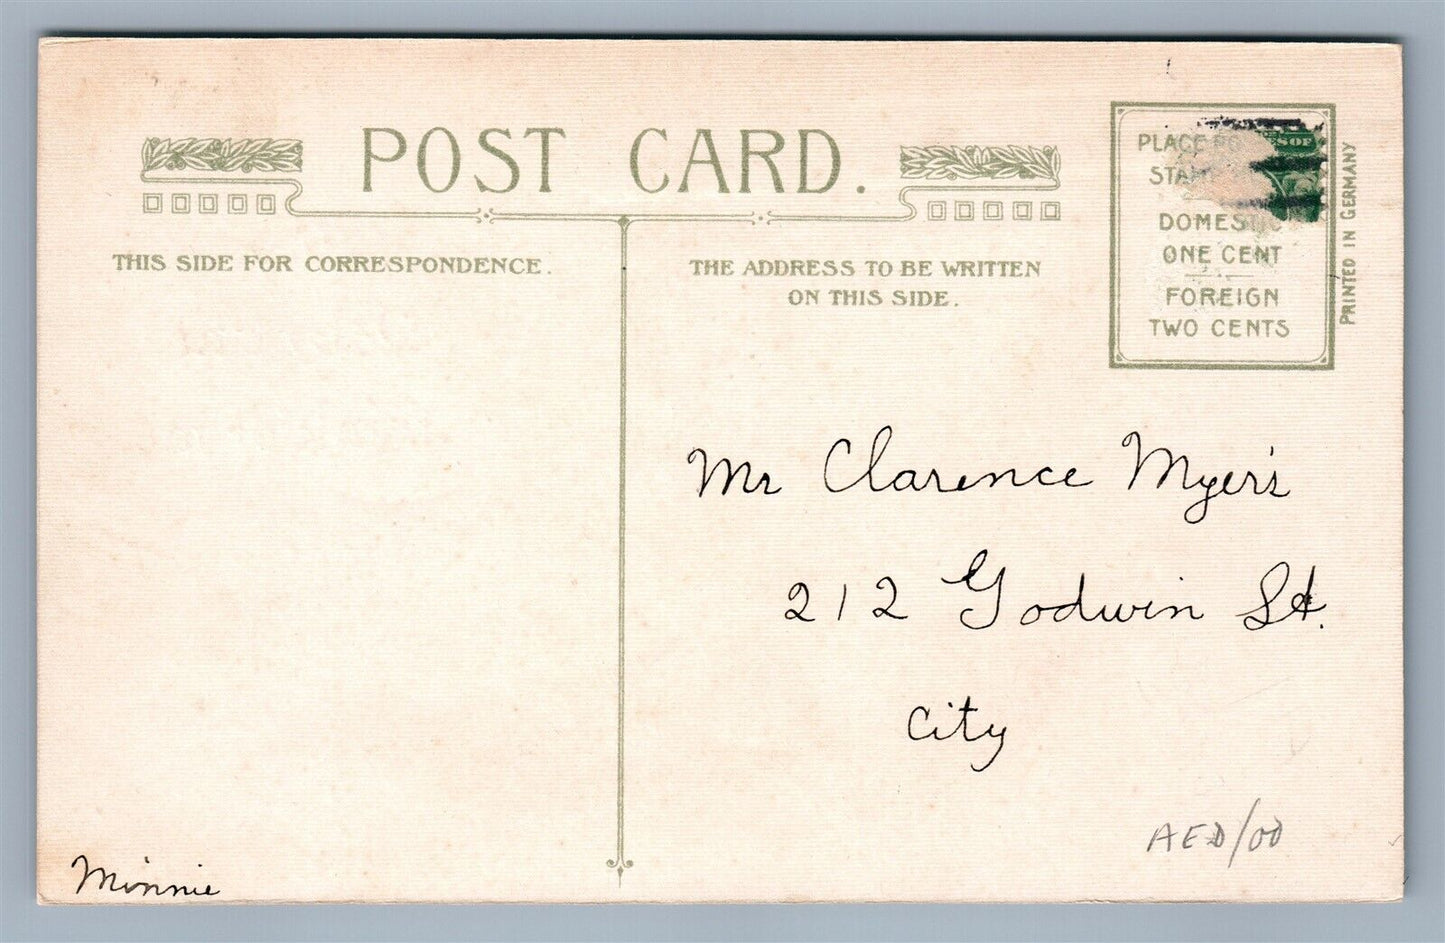 POST CARD.
THIS SIDE FOR CORRESPONDENCE.
THE ADDRESS TO BE WRITTEN
ON THIS SIDE.
PLACE
DOMESTIC
ONE CENT
FOREIGN
TWO CENTS
PRINTED IN GERMANY
Mr Clarence Myer's
212 Godwin St.
City
Minnie
AED/00